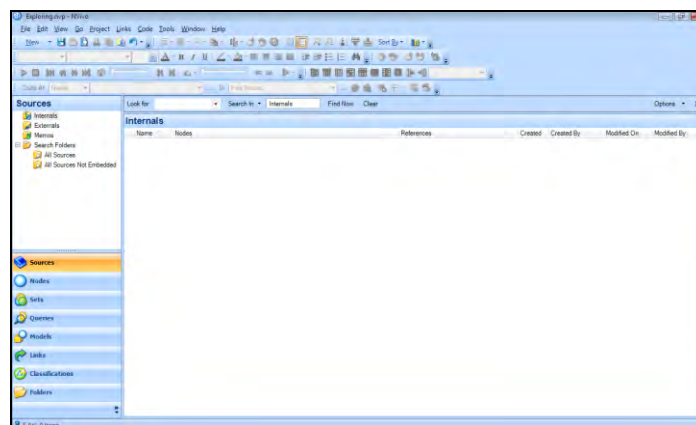 Exploring.nvp - NVivo
File Edit View Go Project Links Code Tools Window Help
New
Sort By
Code At
Sources
Look for: Search In Internals Find Now Clear Options
Internals
Externals
Memos
Search Folders
All Sources
All Sources Not Embedded
Internals
Name Nodes References Created Created By Modified On Modified By
Sources
Nodes
Sets
Queries
Models
Links
Classifications
Folders